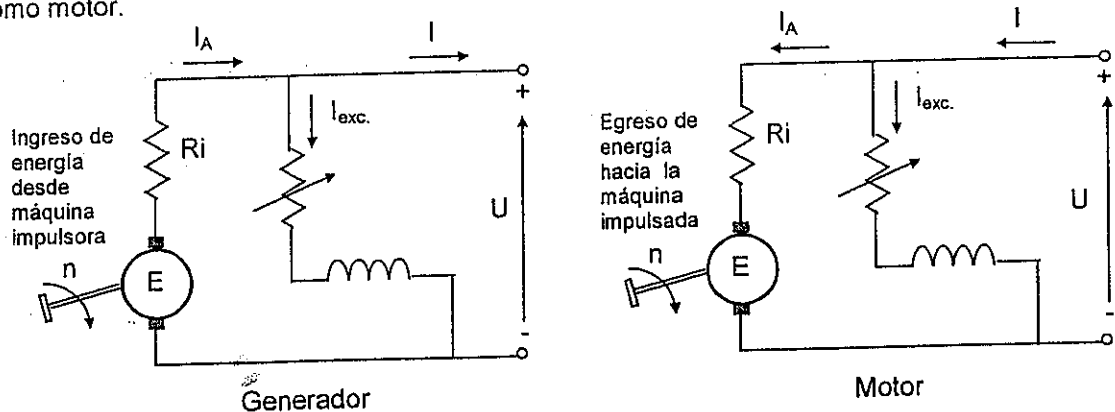 omo motor.
I_A
I
I_exc.
Ingreso de
energía
desde
máquina
impulsora
Ri
n
E
U
+
-
Generador
I_A
I
I_exc.
Egreso de
energía
hacia la
máquina
impulsada
Ri
n
E
U
+
-
Motor